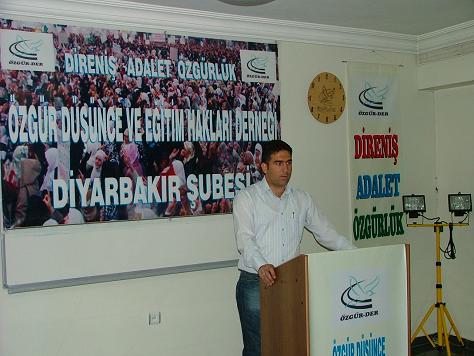 ÖZGÜR-DER
DİRENİŞ ADALET ÖZGÜRLÜK
ÖZGÜR-DER
ÖZGÜR DÜŞÜNCE VE EĞİTİM HAKLARI DERNEĞİ
DİYARBAKIR ŞUBESİ
ÖZGÜR-DER
DİRENİŞ
ADALET
ÖZGÜRLÜK
ÖZGÜR-DER
ÖZGÜR DÜŞÜNCE